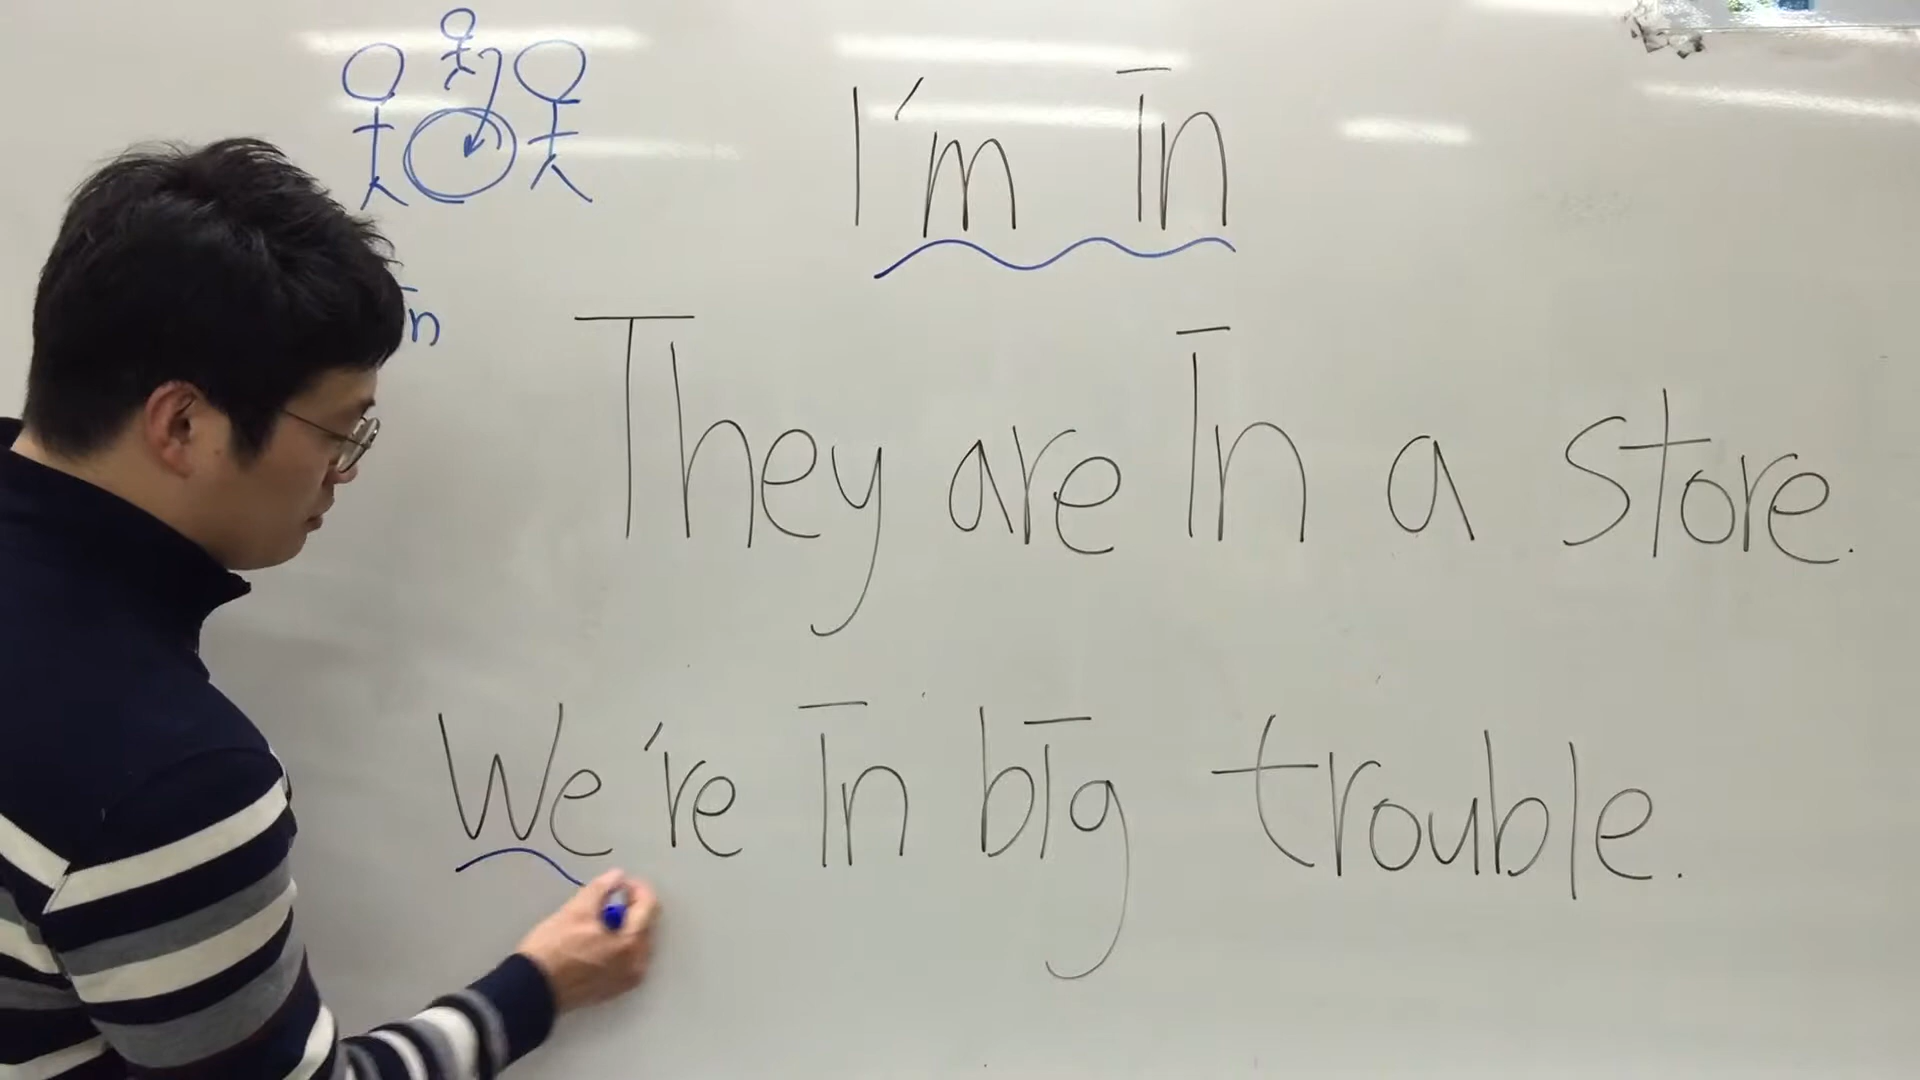 I'm in
They are in a store.
We're in big trouble.